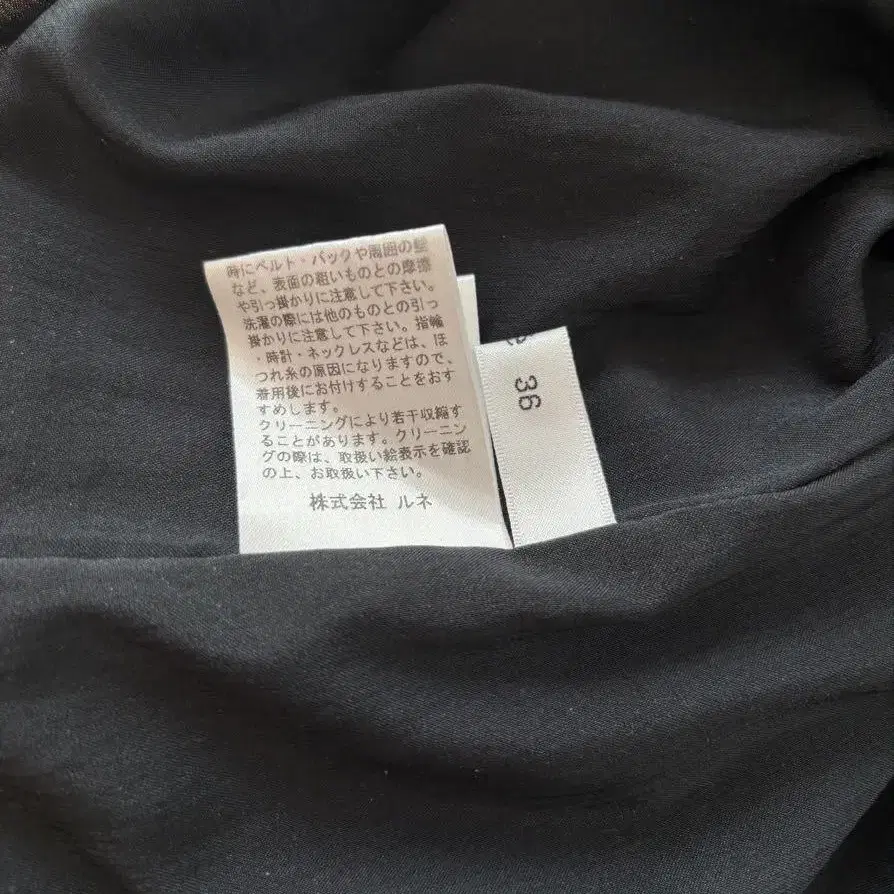 時にベルト・バックや周囲の壁
など、表面の粗いものとの摩擦
や引っ掛かりに注意して下さい。
洗濯の際には他のものとの引っ
掛かりに注意して下さい。指輪
・時計・ネックレスなどは、ほ
つれ糸の原因になりますので、
着用後にお付けすることをおす
すめします。
クリーニングにより若干収縮す
ることがあります。クリーニン
グの際は、取扱い絵表示を確認
の上、お取扱い下さい。
株式会社 ルネ
36